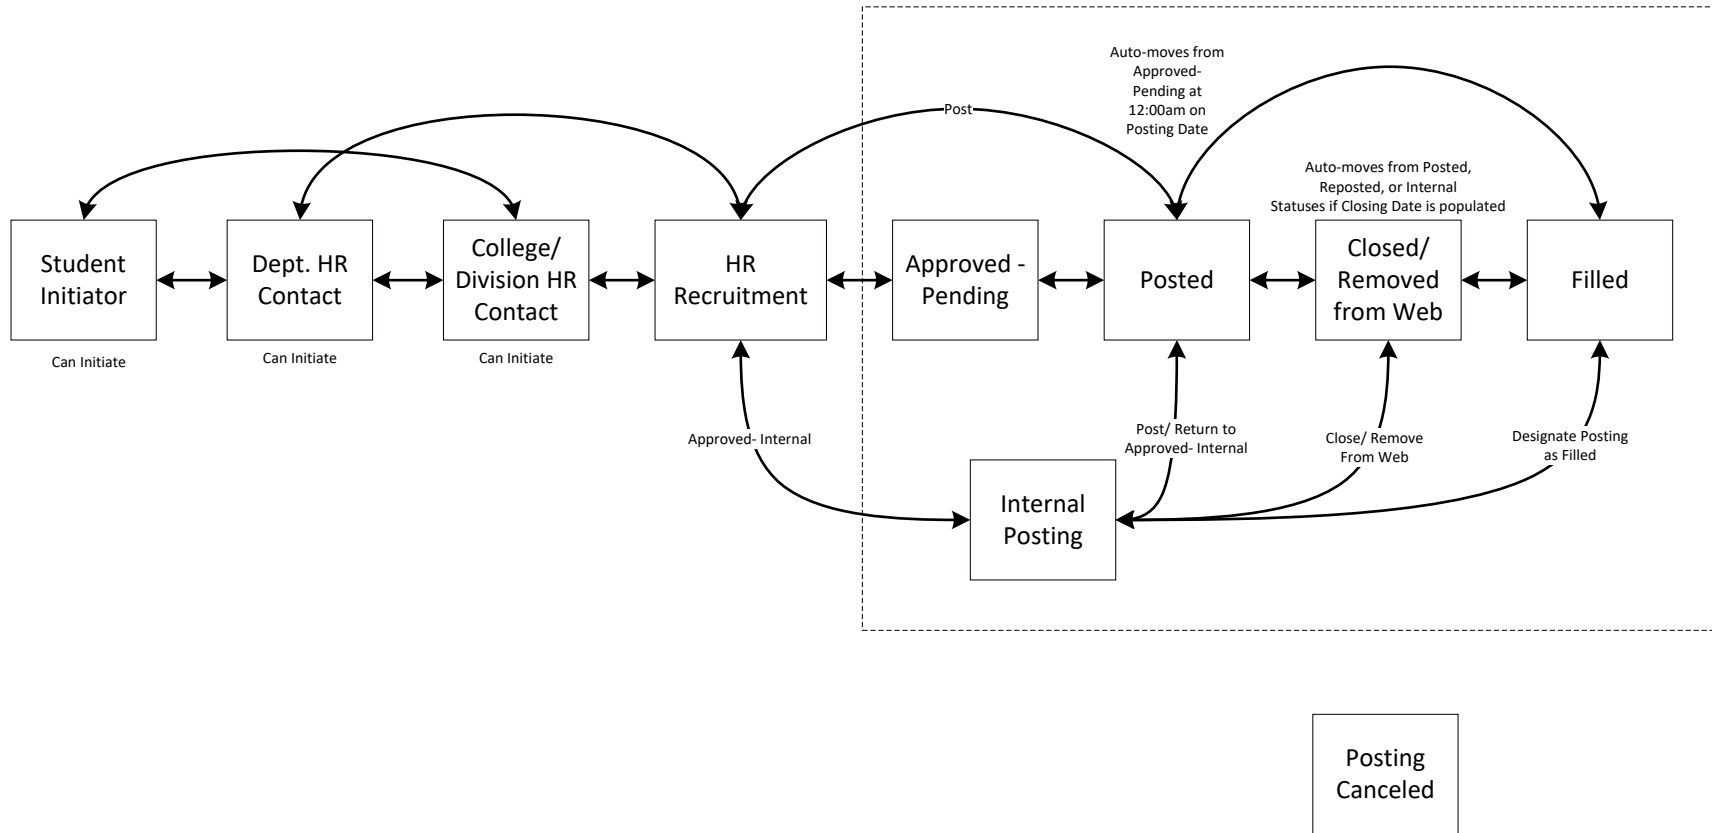 Auto-moves from
Approved-
Pending at
12:00am on
Posting Date
Post
Auto-moves from Posted,
Reposted, or Internal
Statuses if Closing Date is populated
Student
Initiator
Dept. HR
Contact
College/
Division HR
Contact
HR
Recruitment
Approved -
Pending
Posted
Closed/
Removed
from Web
Filled
Can Initiate
Can Initiate
Can Initiate
Approved- Internal
Post/ Return to
Approved- Internal
Close/ Remove
From Web
Designate Posting
as Filled
Internal
Posting
Posting
Canceled